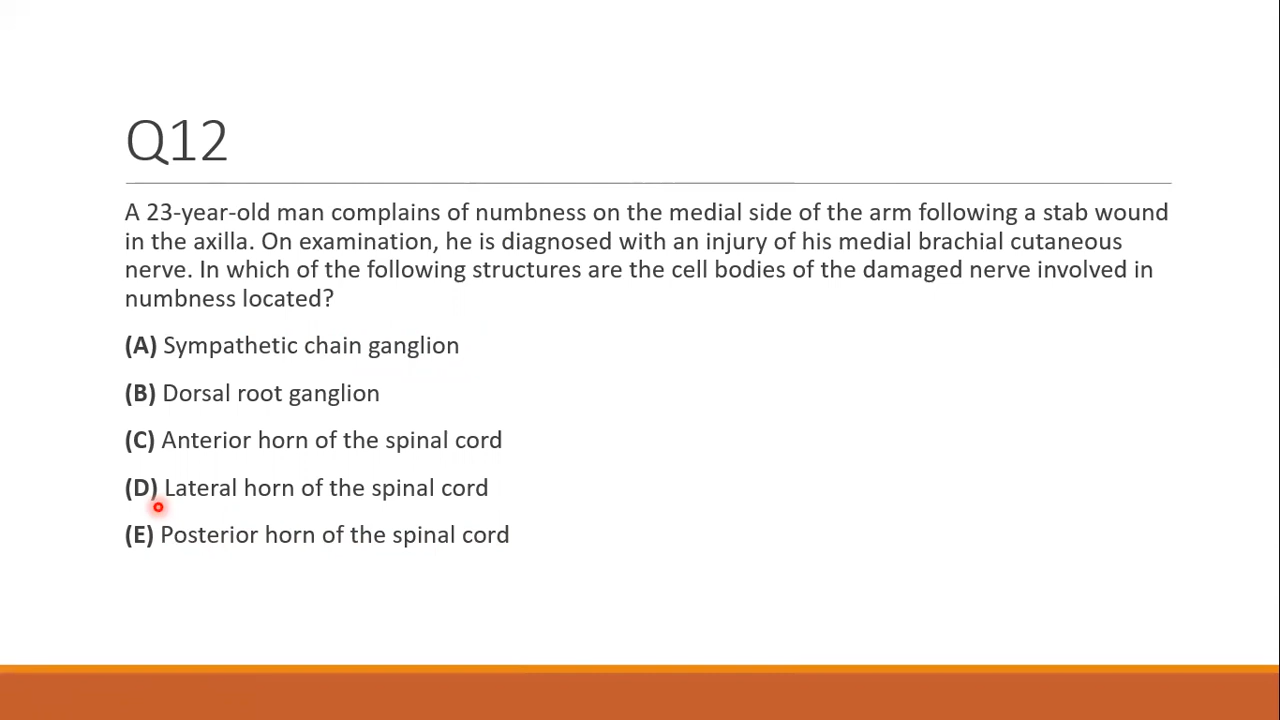 Q12
A 23-year-old man complains of numbness on the medial side of the arm following a stab wound
in the axilla. On examination, he is diagnosed with an injury of his medial brachial cutaneous
nerve. In which of the following structures are the cell bodies of the damaged nerve involved in
numbness located?
(A) Sympathetic chain ganglion
(B) Dorsal root ganglion
(C) Anterior horn of the spinal cord
(D) Lateral horn of the spinal cord
(E) Posterior horn of the spinal cord